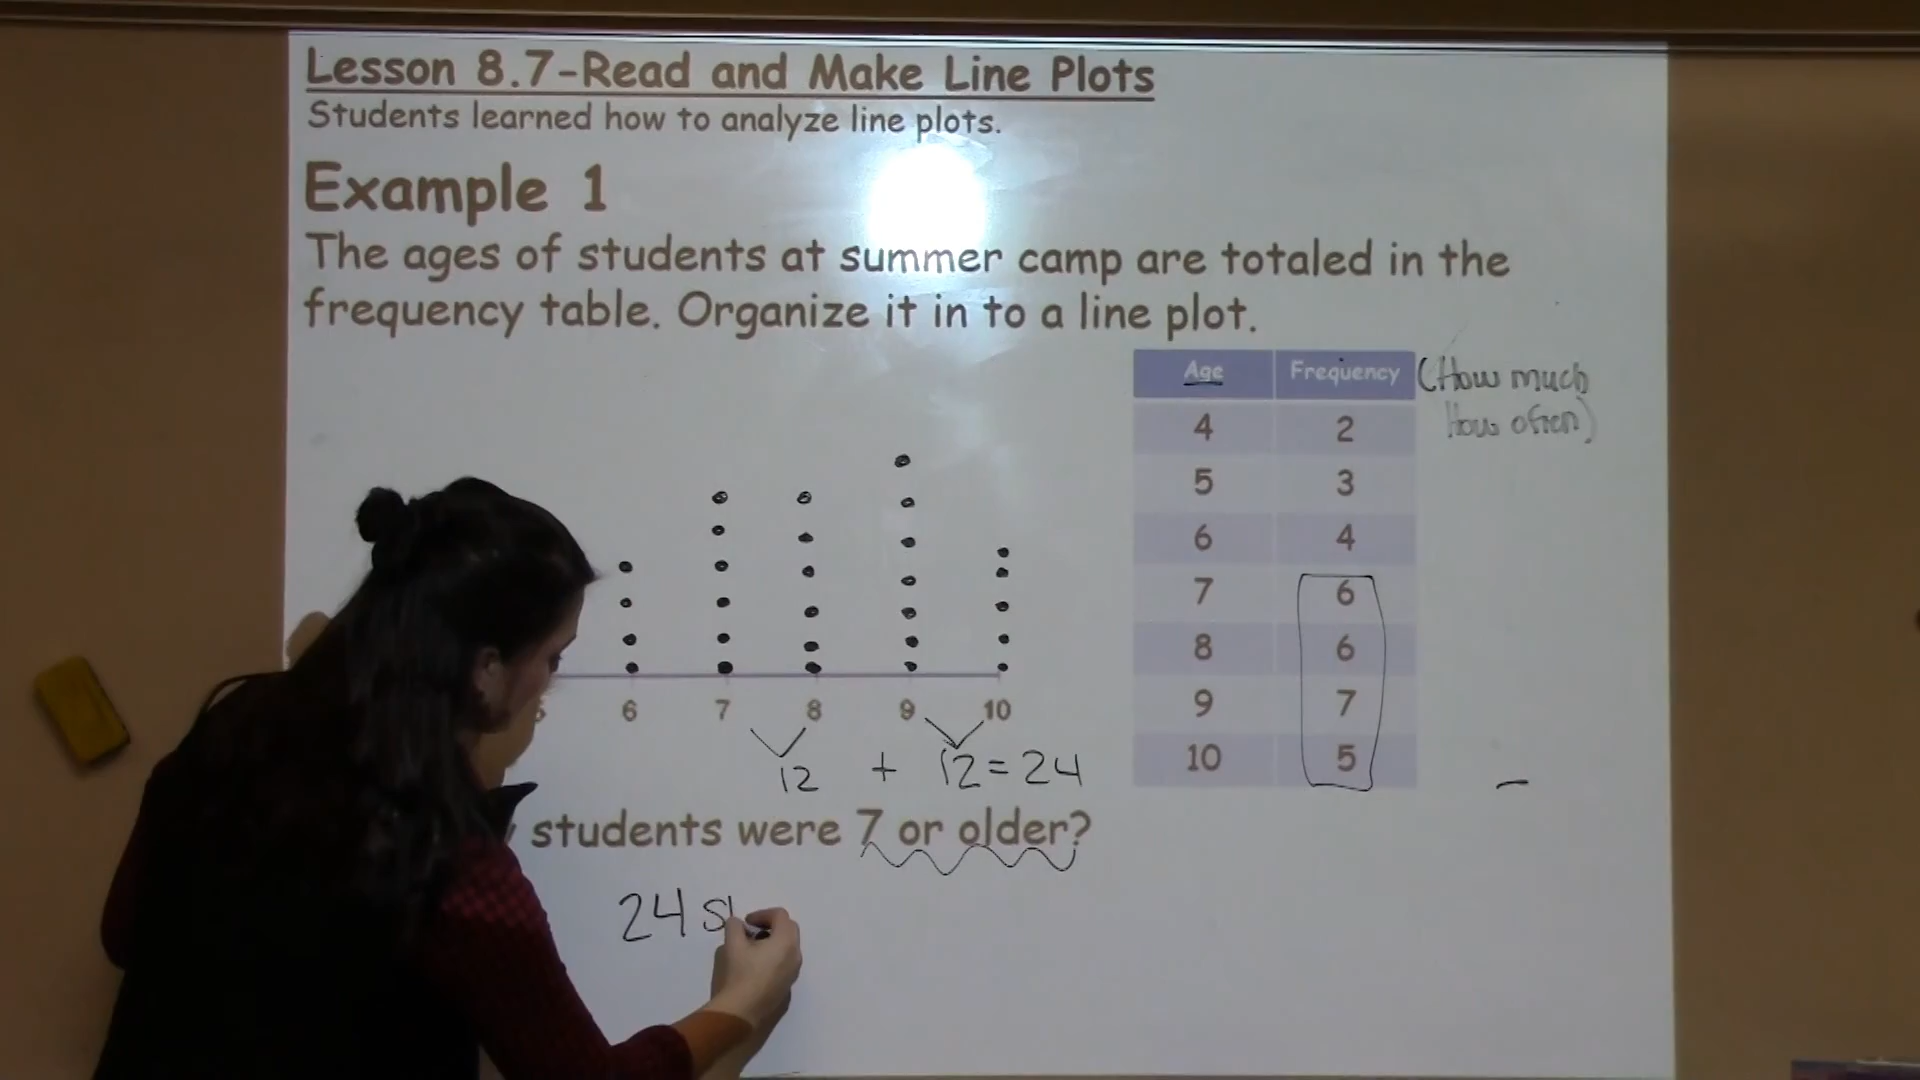 Lesson 8.7-Read and Make Line Plots
Students learned how to analyze line plots.
Example 1
The ages of students at summer camp are totaled in the
frequency table. Organize it in to a line plot.
Age Frequency (How much
How often)
4 2
5 3
6 4
7 6
8 6
9 7
10 5
6 7 8 9 10
12 + 12 = 24
students were 7 or older?
24